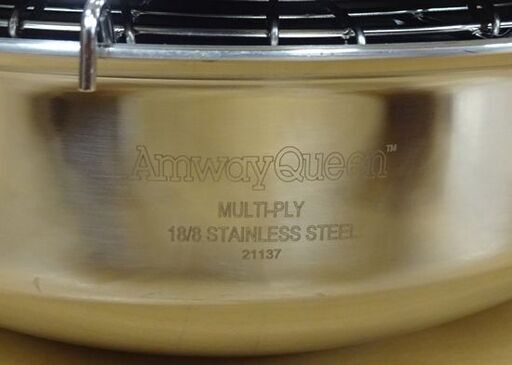 AmwayQueen™
MULTI-PLY
18/8 STAINLESS STEEL
21137